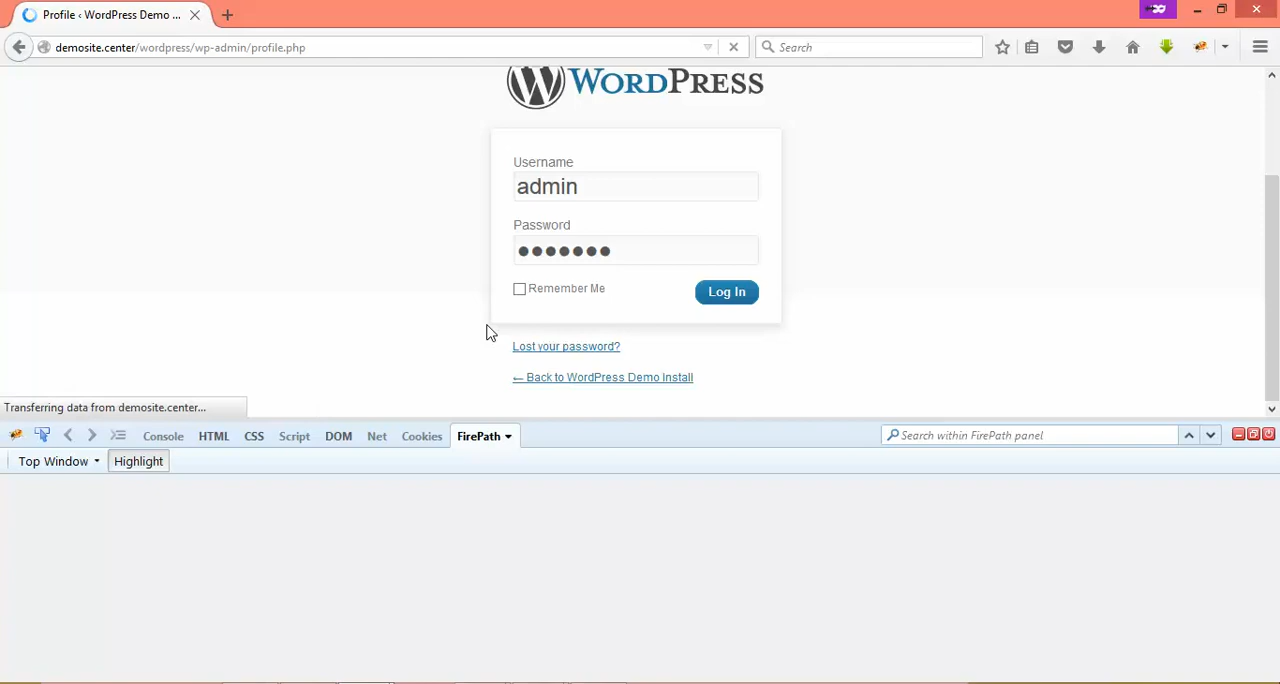 Profile ‹ WordPress Demo ...
demosite.center/wordpress/wp-admin/profile.php
Search
WORDPRESS
Username
admin
Password
Remember Me
Log In
Lost your password?
← Back to WordPress Demo Install
Transferring data from demosite.center...
Console HTML CSS Script DOM Net Cookies FirePath
Search within FirePath panel
Top Window Highlight